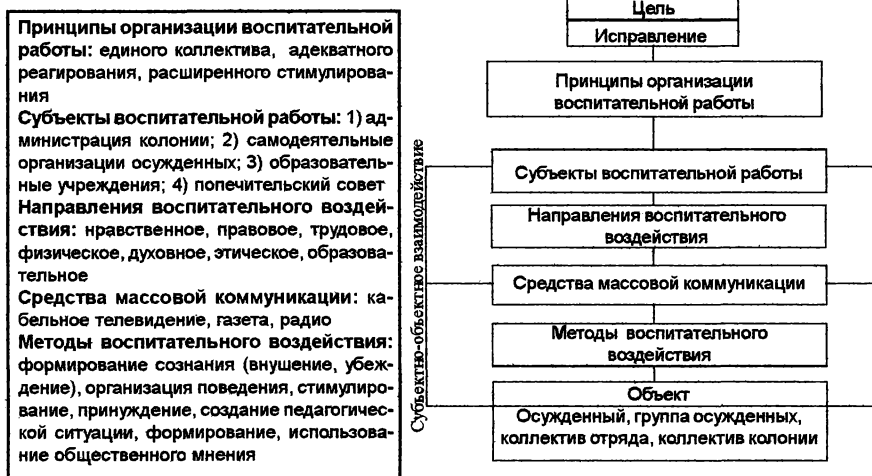 Принципы организации воспитательной
работы: единого коллектива, адекватного
реагирования, расширенного стимулирова-
ния
Субъекты воспитательной работы: 1) ад-
министрация колонии; 2) самодеятельные
организации осужденных; 3) образователь-
ные учреждения; 4) попечительский совет
Направления воспитательного воздей-
ствия: нравственное, правовое, трудовое,
физическое, духовное, этическое, образова-
тельное
Средства массовой коммуникации: ка-
бельное телевидение, газета, радио
Методы воспитательного воздействия:
формирование сознания (внушение, убеж-
дение), организация поведения, стимулиро-
вание, принуждение, создание педагогичес-
кой ситуации, формирование, использова-
ние общественного мнения
Субъектно-объектное взаимодействие
Цель
Исправление
Принципы организации
воспитательной работы
Субъекты воспитательной работы
Направления воспитательного
воздействия
Средства массовой коммуникации
Методы воспитательного
воздействия
Объект
Осужденный, группа осужденных,
коллектив отряда, коллектив колонии